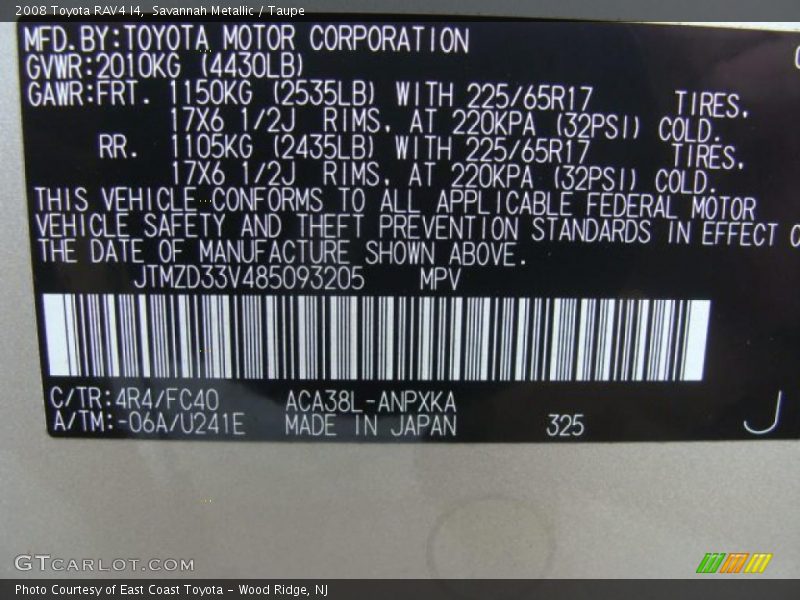 2008 Toyota RAV4 I4, Savannah Metallic / Taupe
MFD.BY:TOYOTA MOTOR CORPORATION
GVWR:2010KG (4430LB)
GAWR:FRT. 1150KG (2535LB) WITH 225/65R17 TIRES,
17X6 1/2J RIMS, AT 220KPA (32PSI) COLD.
RR. 1105KG (2435LB) WITH 225/65R17 TIRES,
17X6 1/2J RIMS, AT 220KPA (32PSI) COLD.
THIS VEHICLE CONFORMS TO ALL APPLICABLE FEDERAL MOTOR
VEHICLE SAFETY AND THEFT PREVENTION STANDARDS IN EFFECT
THE DATE OF MANUFACTURE SHOWN ABOVE.
JTMZD33V485093205 MPV
C/TR:4R4/FC40 ACA38L-ANPXKA
A/TM:-06A/U241E MADE IN JAPAN 325 J
GTCARLOT.COM
Photo Courtesy of East Coast Toyota - Wood Ridge, NJ